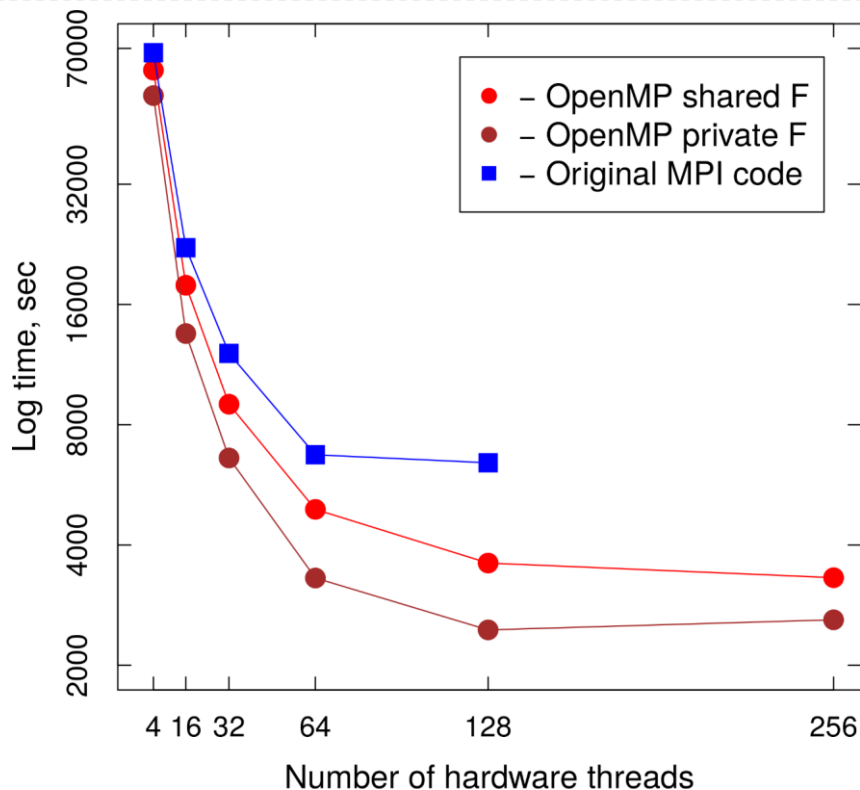 70000
32000
16000
8000
4000
2000
Log time, sec
– OpenMP shared F
– OpenMP private F
– Original MPI code
4 16 32 64 128 256
Number of hardware threads